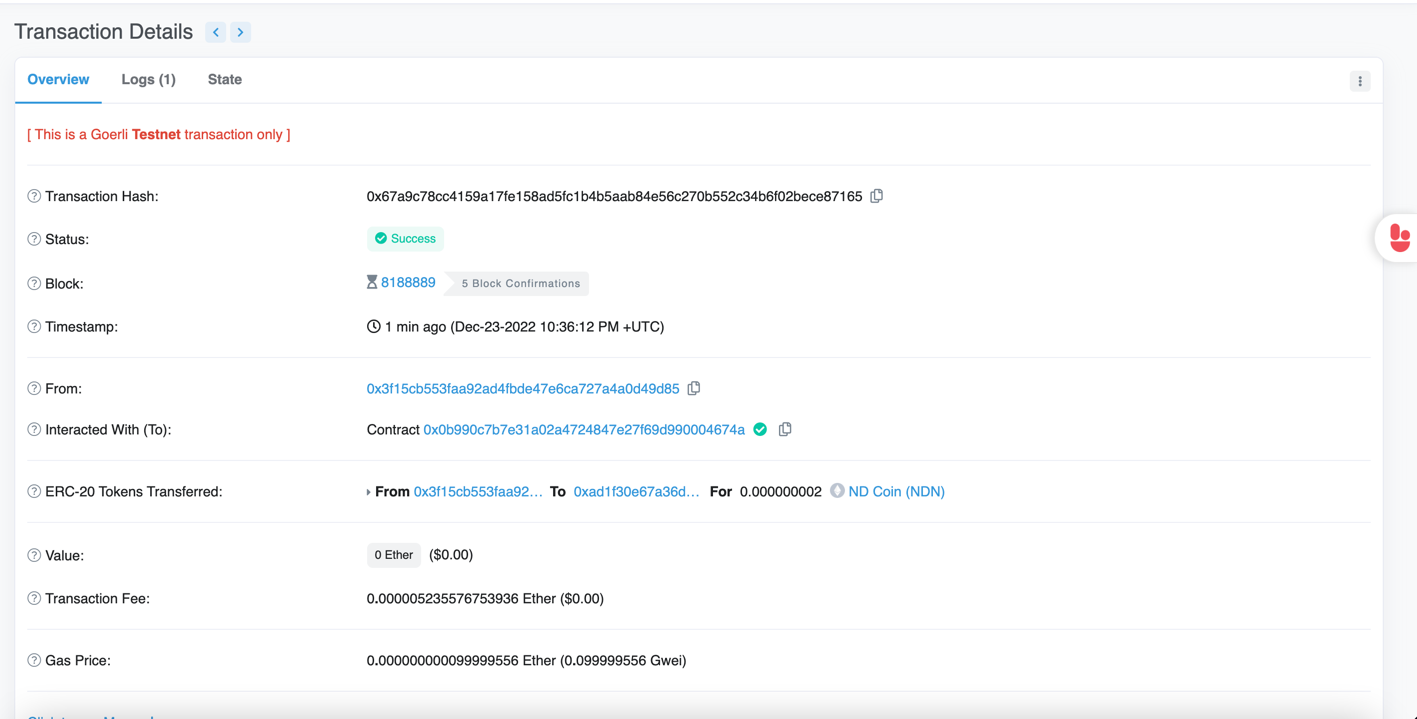 Transaction Details
Overview Logs (1) State
[ This is a Goerli Testnet transaction only ]
Transaction Hash: 0x67a9c78cc4159a17fe158ad5fc1b4b5aab84e56c270b552c34b6f02bece87165
Status: Success
Block: 8188889 5 Block Confirmations
Timestamp: 1 min ago (Dec-23-2022 10:36:12 PM +UTC)
From: 0x3f15cb553faa92ad4fbde47e6ca727a4a0d49d85
Interacted With (To): Contract 0x0b990c7b7e31a02a4724847e27f69d990004674a
ERC-20 Tokens Transferred: From 0x3f15cb553faa92... To 0xad1f30e67a36d... For 0.000000002 ND Coin (NDN)
Value: 0 Ether ($0.00)
Transaction Fee: 0.000005235576753936 Ether ($0.00)
Gas Price: 0.000000000099999556 Ether (0.099999556 Gwei)